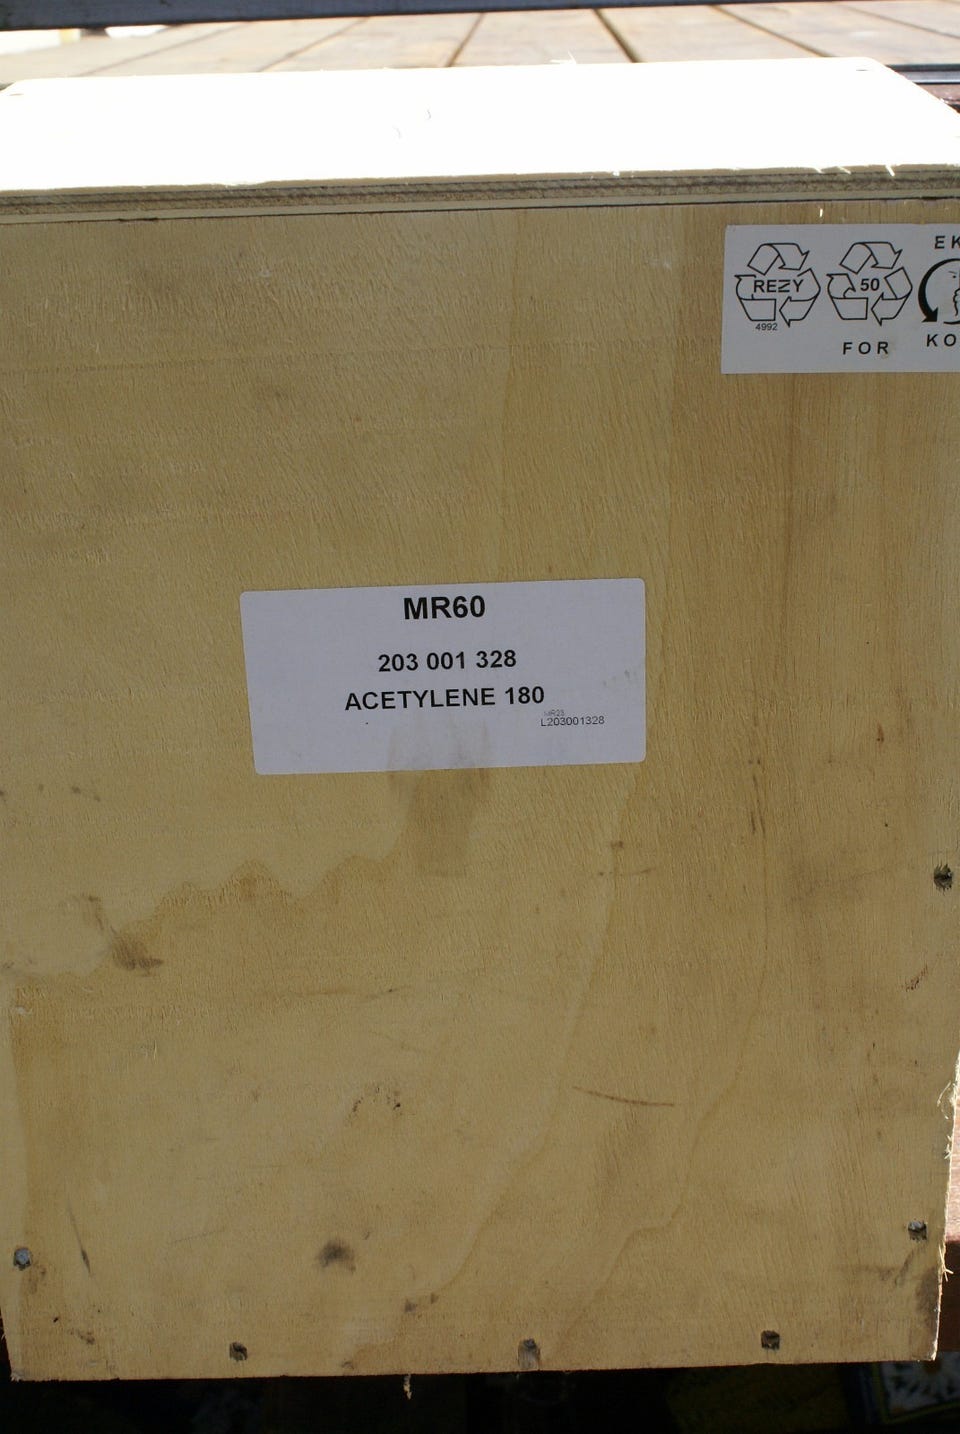 EK
REZY
50
4992
FOR
KO
MR60
203 001 328
ACETYLENE 180
MR23
L203001328